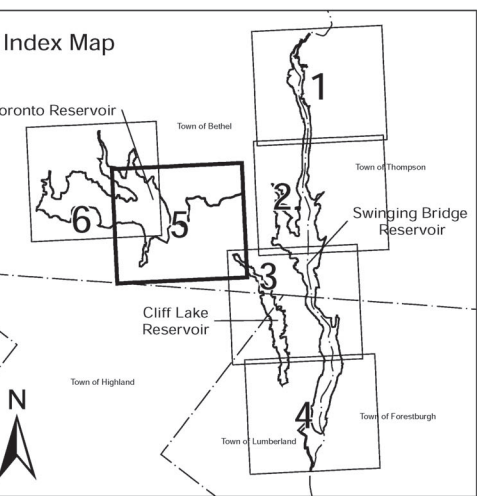 Index Map
1
oronto Reservoir
Town of Bethel
Town of Thompson
2
Swinging Bridge
Reservoir
6
5
3
Cliff Lake
Reservoir
Town of Highland
N
4
Town of Forestburgh
Town of Lumberland